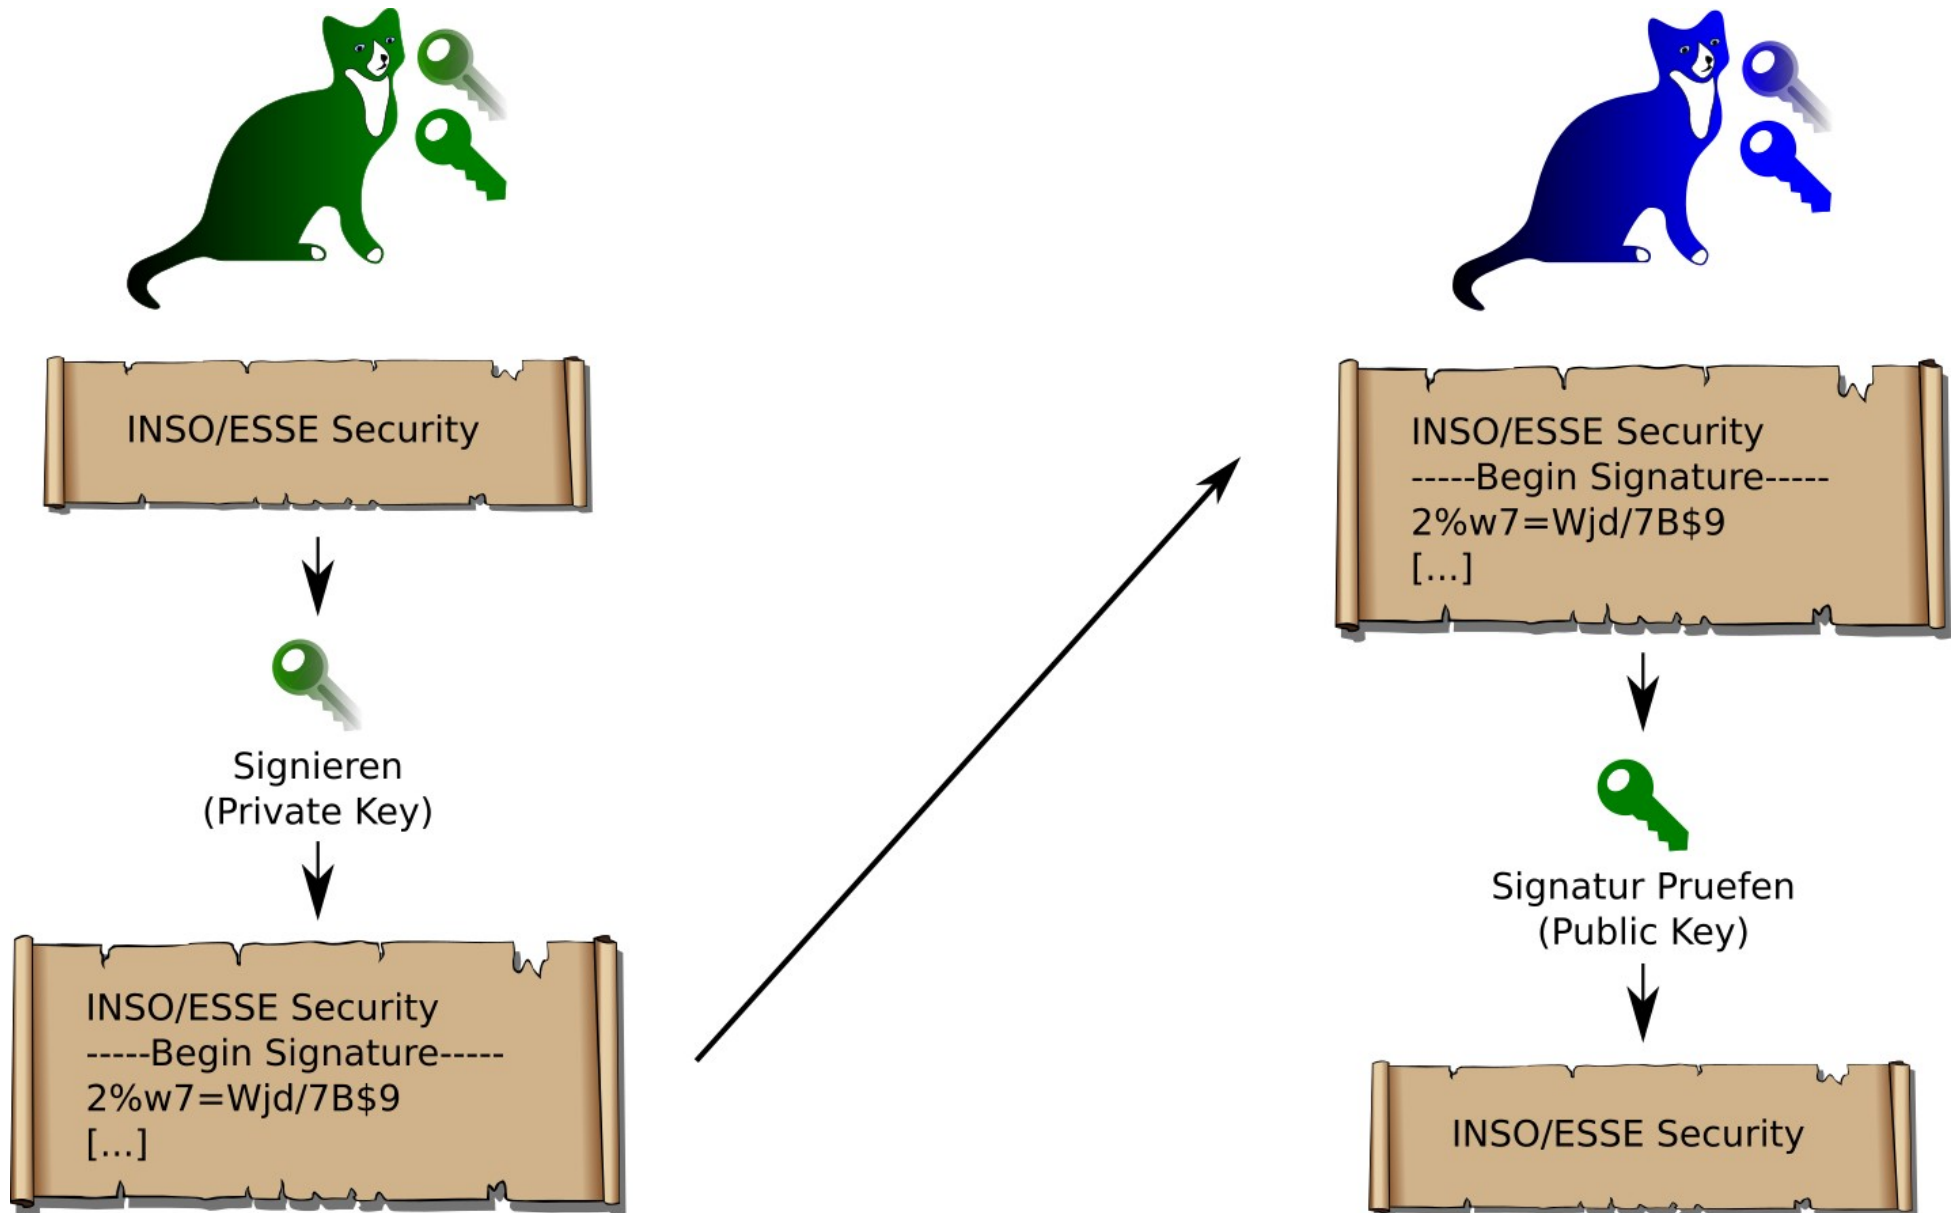 INSO/ESSE Security
Signieren
(Private Key)
INSO/ESSE Security
-----Begin Signature-----
2%w7=Wjd/7B$9
[...]
INSO/ESSE Security
-----Begin Signature-----
2%w7=Wjd/7B$9
[...]
Signatur Pruefen
(Public Key)
INSO/ESSE Security